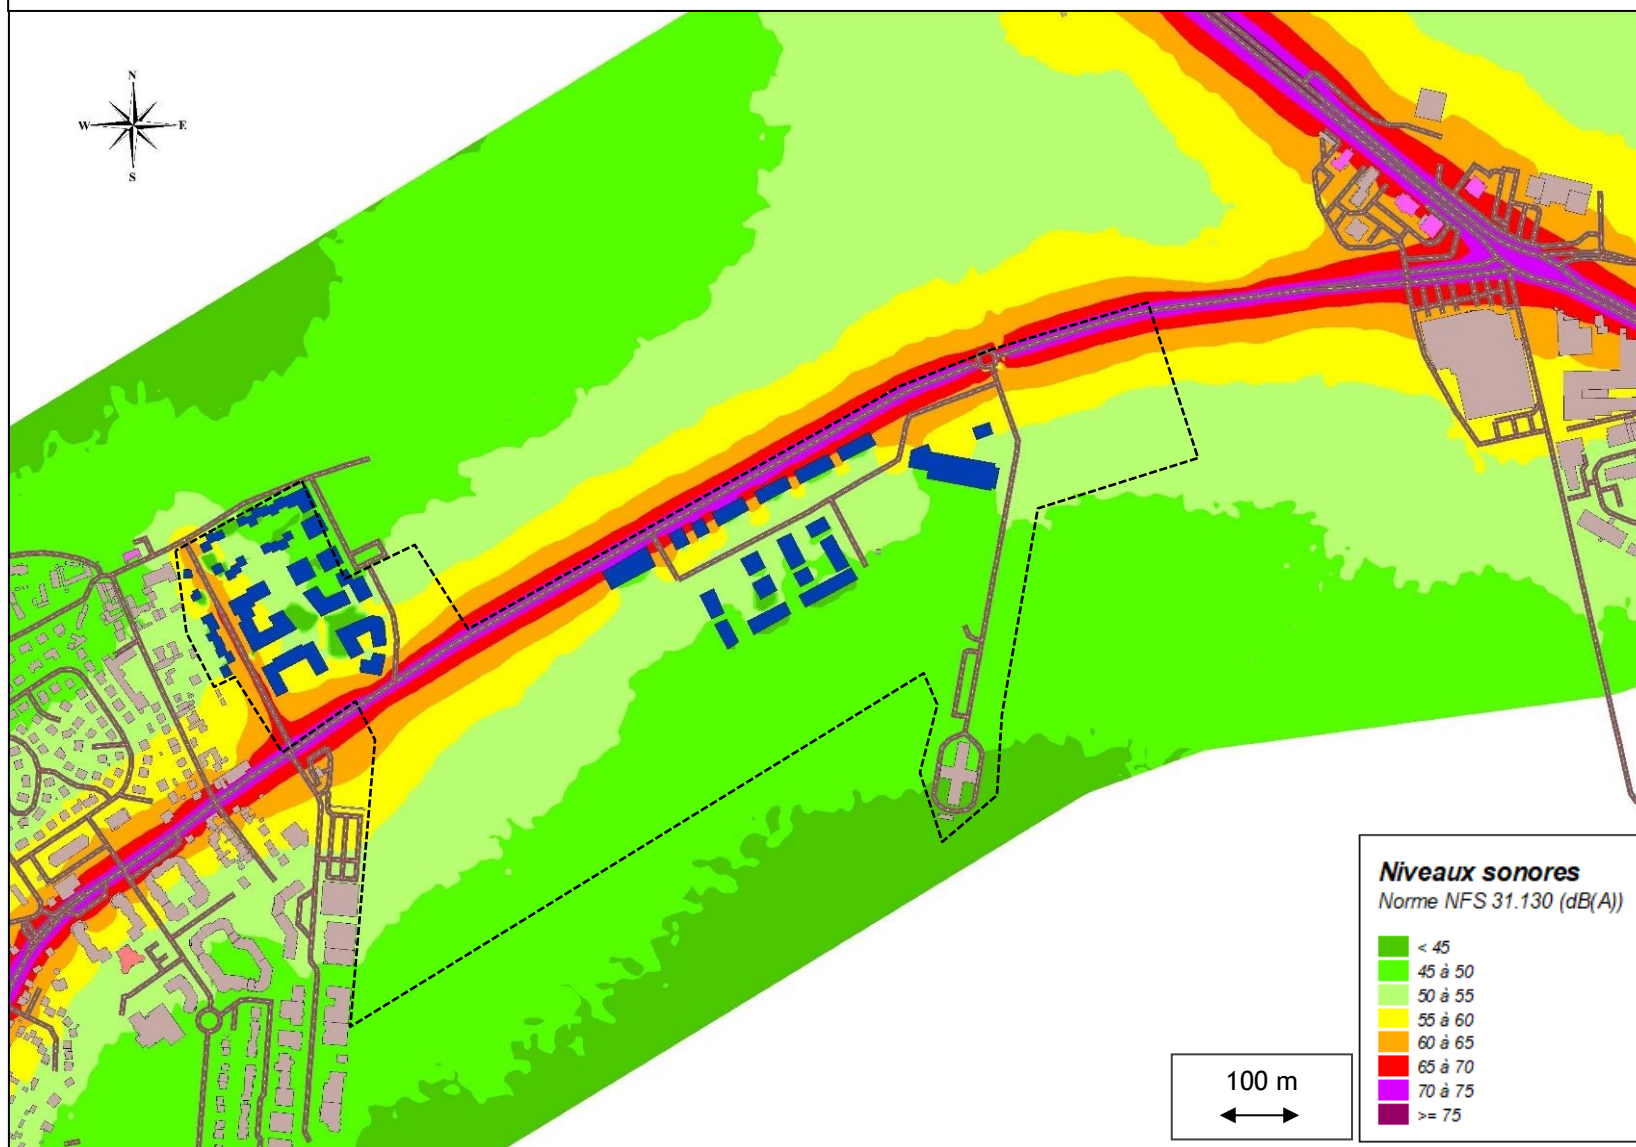 N
W E
S
Niveaux sonores
Norme NFS 31.130 (dB(A))
< 45
45 à 50
50 à 55
55 à 60
60 à 65
65 à 70
70 à 75
>= 75
100 m